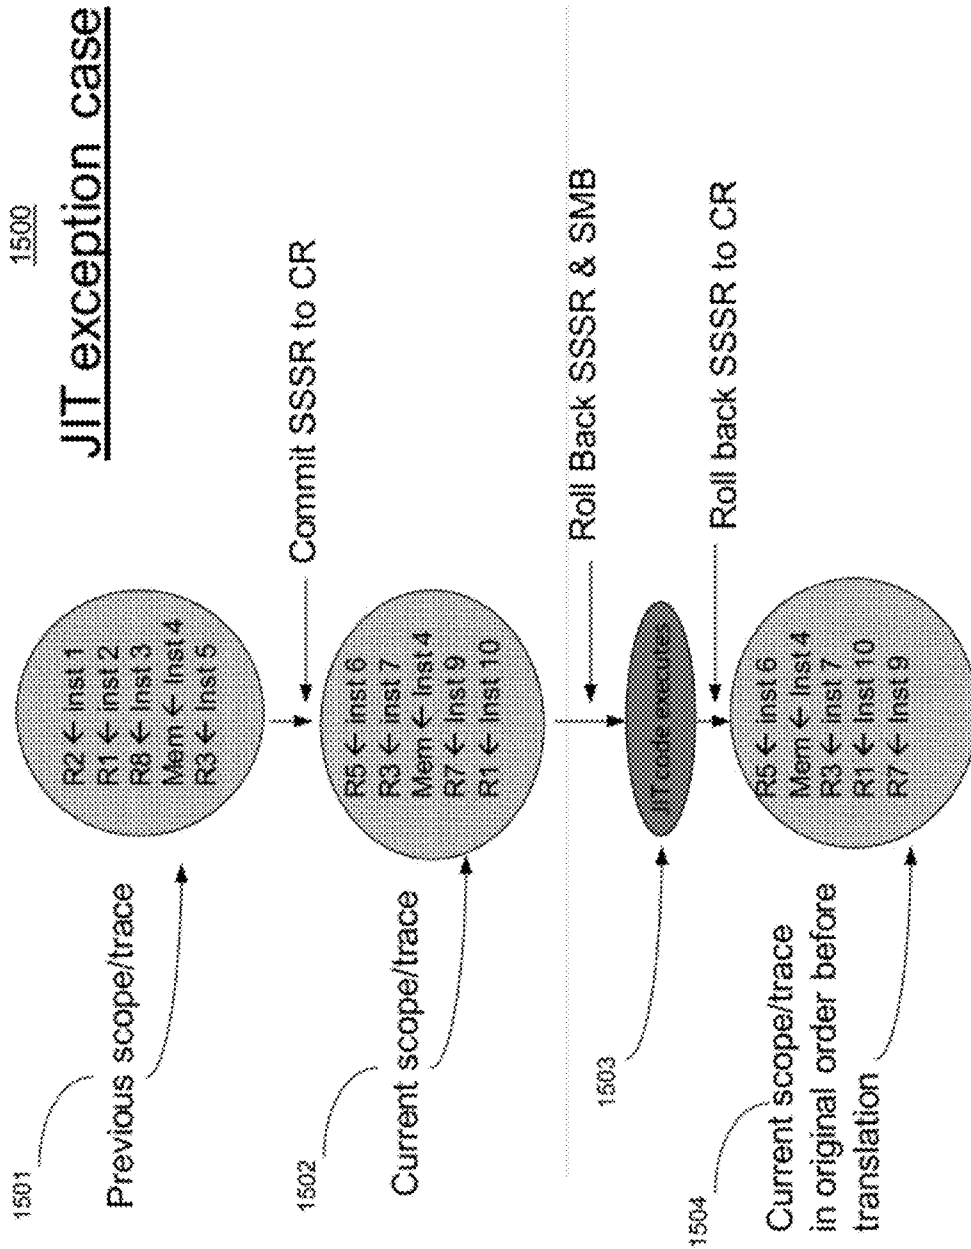 1500
JIT exception case
1501
Previous scope/trace
R2 ← inst 1
R1 ← inst 2
R8 ← Inst 3
Mem ← Inst 4
R3 ← Inst 5
Commit SSSR to CR
1502
Current scope/trace
R5 ← inst 6
R3 ← inst 7
Mem ← Inst 4
R7 ← Inst 9
R1 ← Inst 10
Roll Back SSSR & SMB
1503
JIT code executes
Roll back SSSR to CR
1504
Current scope/trace
in original order before
translation
R5 ← inst 6
Mem ← Inst 4
R3 ← inst 7
R1 ← Inst 10
R7 ← Inst 9